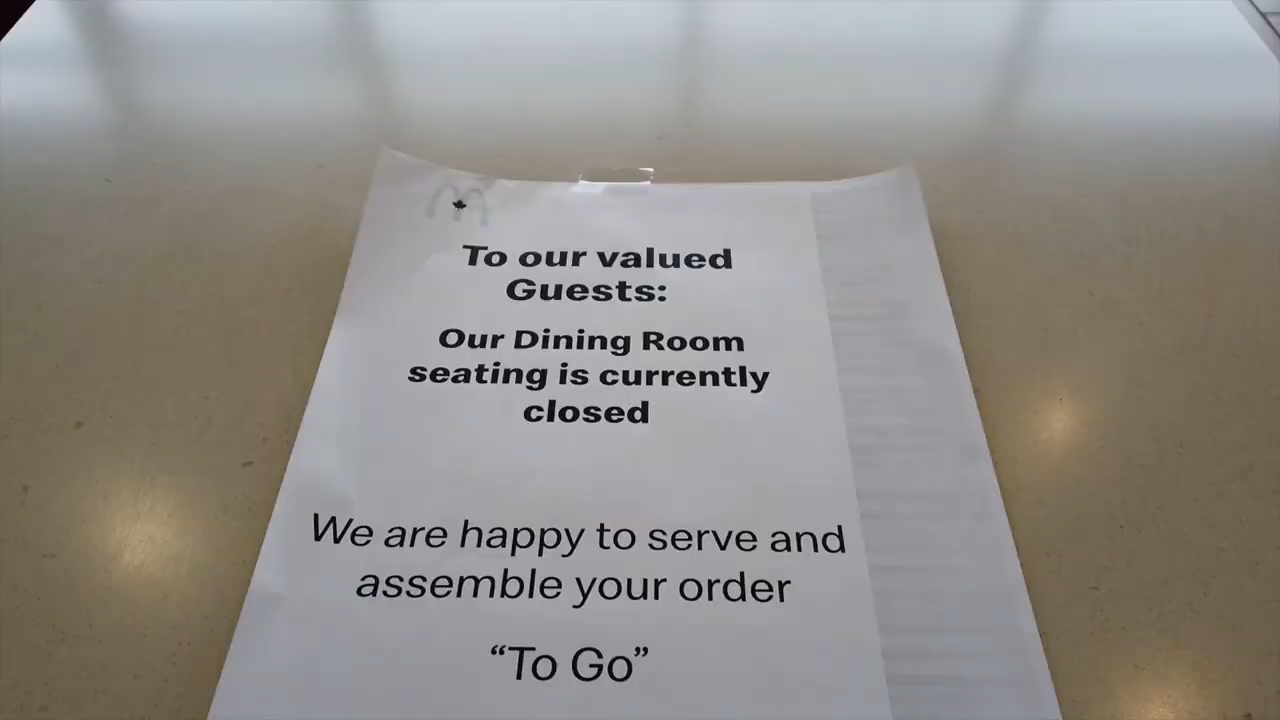 To our valued
Guests:
Our Dining Room
seating is currently
closed
We are happy to serve and
assemble your order
“To Go”